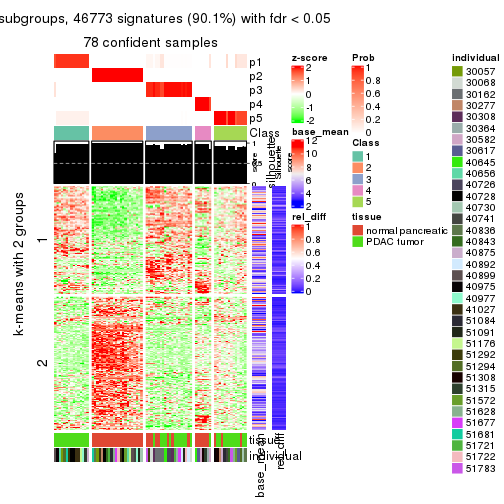 subgroups, 46773 signatures (90.1%) with fdr < 0.05
78 confident samples
p1
p2
p3
p4
p5
Class
1
0.5
0
silhouette
score
k-means with 2 groups
1
2
tissue
individual
base_mean
rel_diff
z-score
2
1
0
-1
-2
base_mean
12
10
8
6
4
2
rel_diff
1
0.8
0.6
0.4
0.2
0
Prob
1
0.8
0.6
0.4
0.2
0
Class
1
2
3
4
5
tissue
normal pancreatic
PDAC tumor
individual
30057
30068
30162
30277
30308
30364
30582
30617
40645
40656
40726
40728
40730
40741
40836
40843
40875
40892
40899
40975
40977
41027
51084
51091
51176
51292
51294
51308
51315
51572
51628
51677
51681
51721
51722
51783